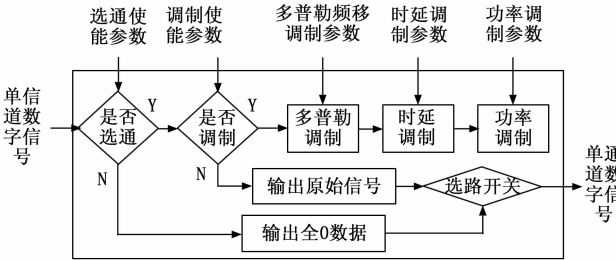 选通使
能参数
调制使
能参数
多普勒频移
调制参数
时延调
制参数
功率调
制参数
单信
道数
字信
号
是否
选通
Y
是否
调制
Y
多普勒
调制
时延
调制
功率
调制
N
N
输出原始信号
选路开关
输出全0数据
单通
道数
字信
号